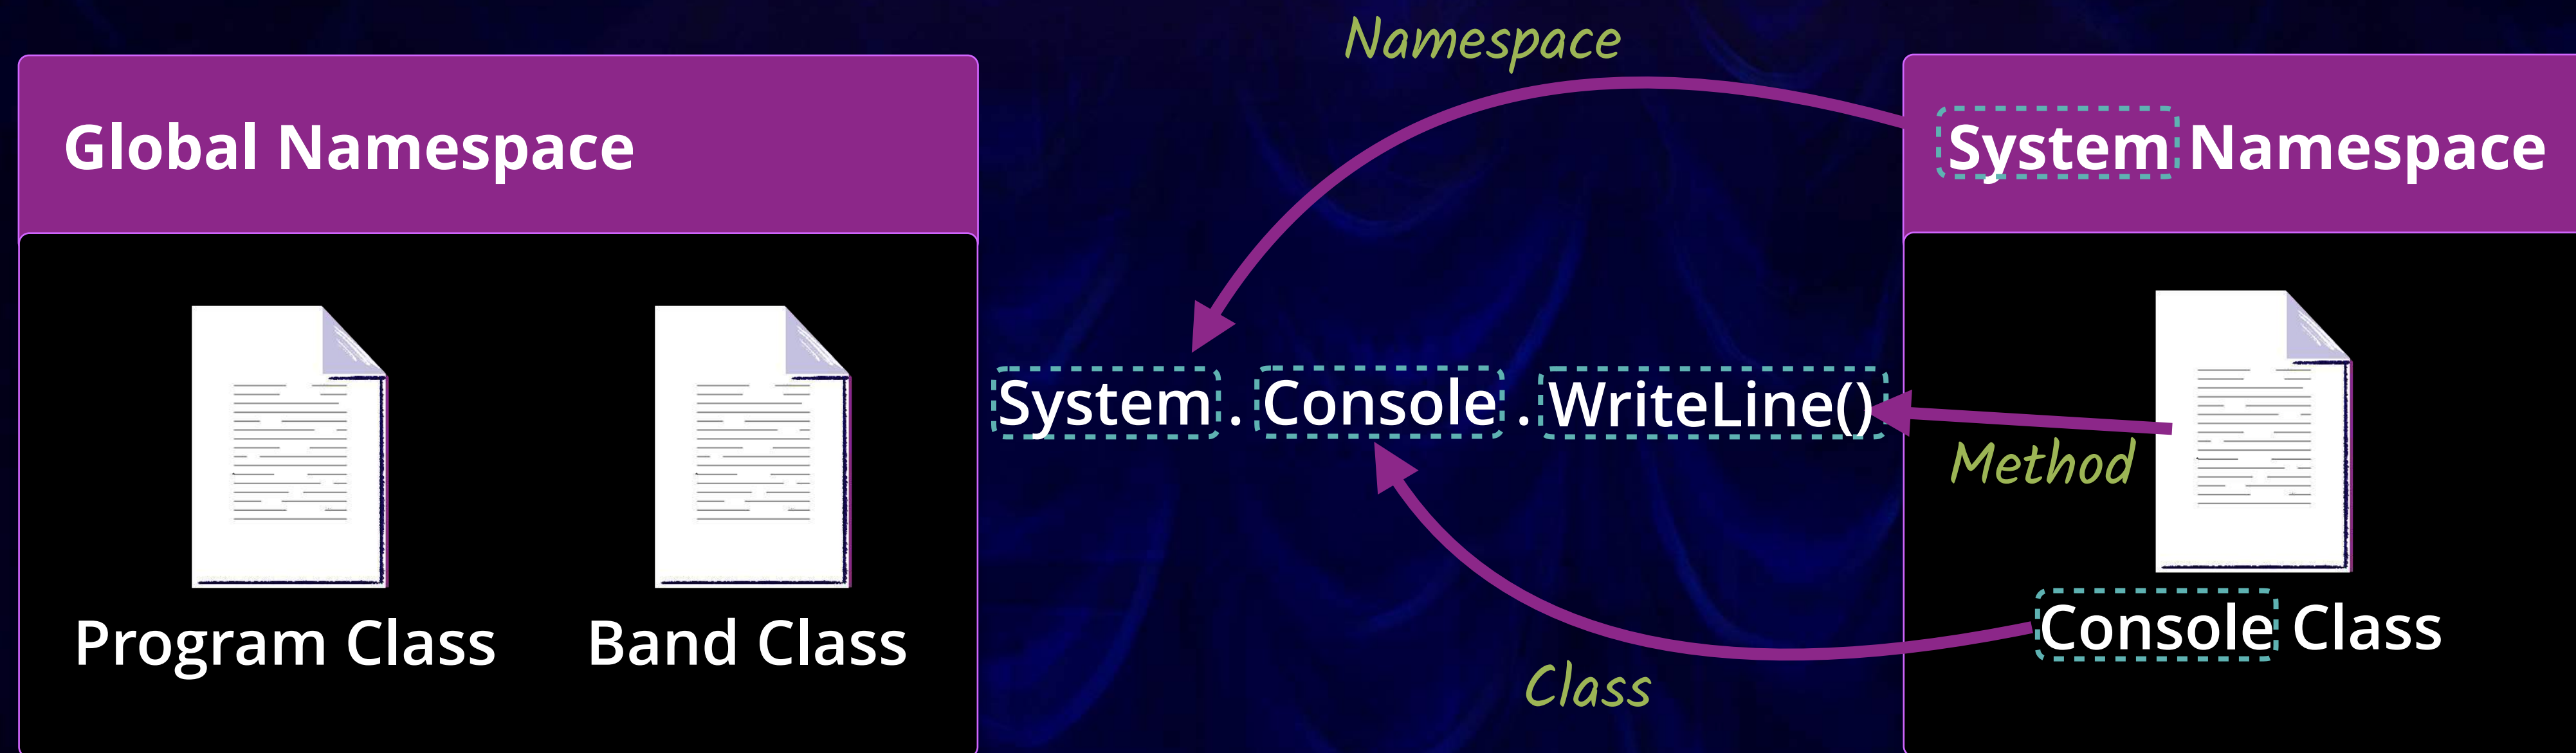 Namespace
Global Namespace
System Namespace
System . Console . WriteLine()
Method
Program Class
Band Class
Console Class
Class